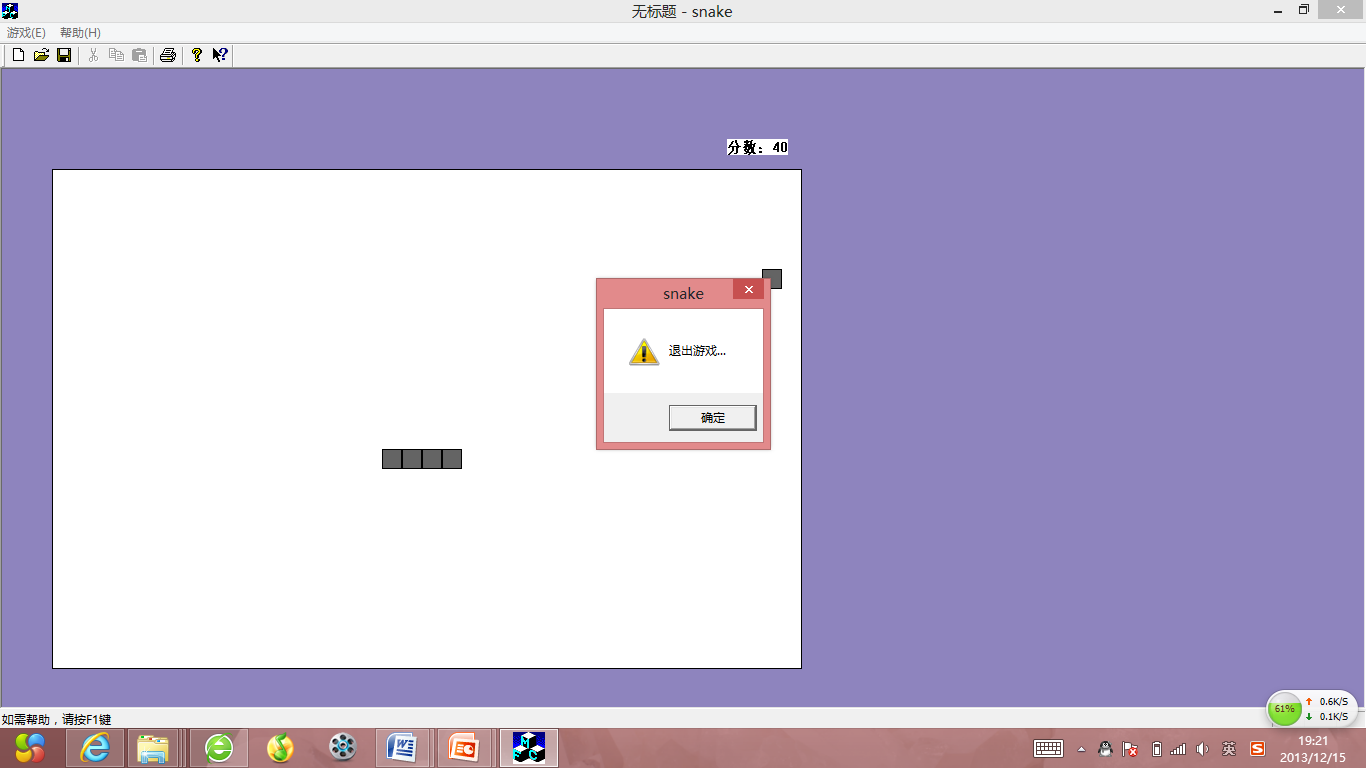 无标题 - snake
游戏(E) 帮助(H)
分数：40
snake
退出游戏...
确定
如需帮助，请按F1键
61%
0.6K/S
0.1K/S
英
19:21
2013/12/15